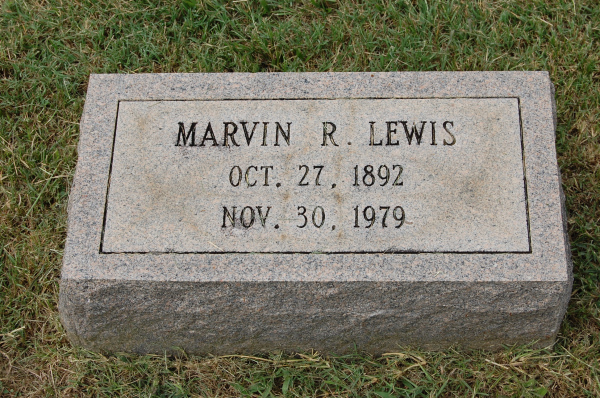 MARVIN R. LEWIS
OCT. 27, 1892
NOV. 30, 1979